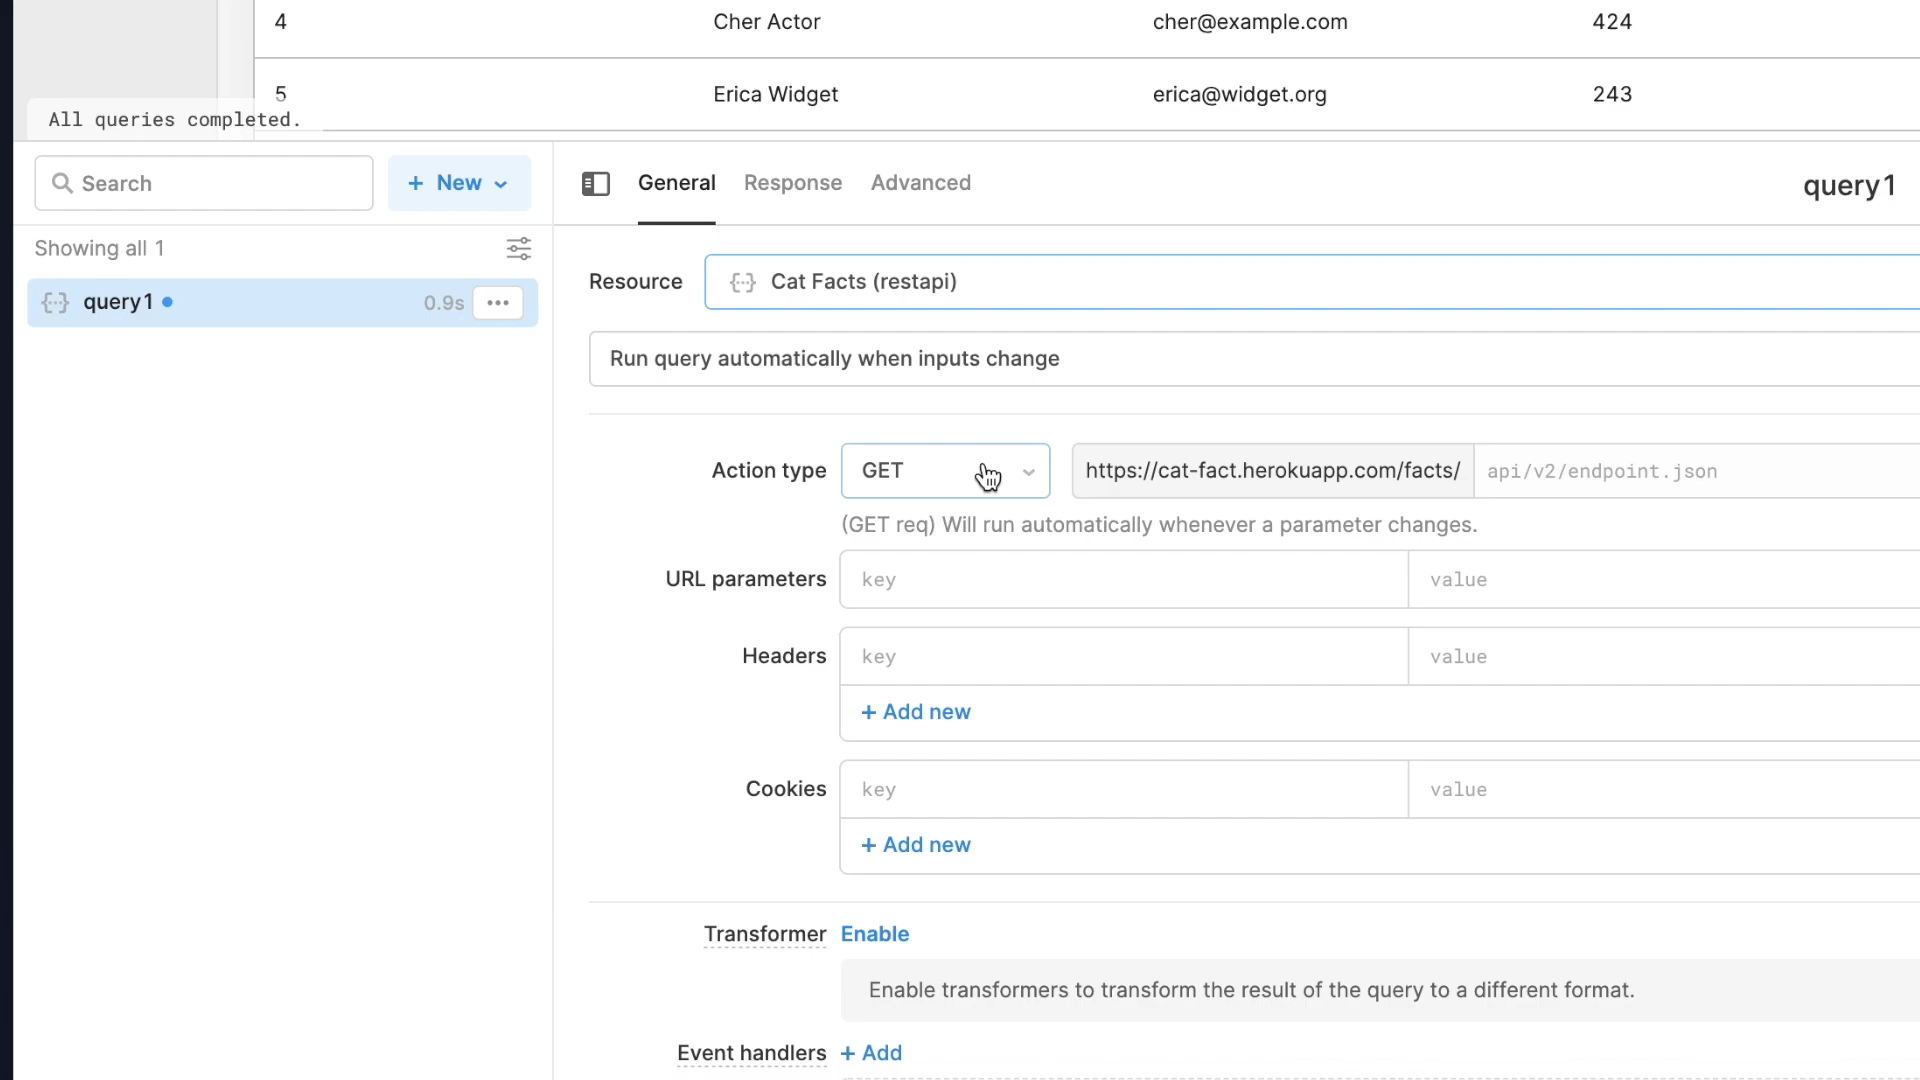 4 Cher Actor cher@example.com 424
5 Erica Widget erica@widget.org 243
All queries completed.
Search + New General Response Advanced query1
Showing all 1
Resource {··} Cat Facts (restapi)
{··} query1 0.9s ···
Run query automatically when inputs change
Action type GET https://cat-fact.herokuapp.com/facts/ api/v2/endpoint.json
(GET req) Will run automatically whenever a parameter changes.
URL parameters key value
Headers key value
+ Add new
Cookies key value
+ Add new
Transformer Enable
Enable transformers to transform the result of the query to a different format.
Event handlers + Add